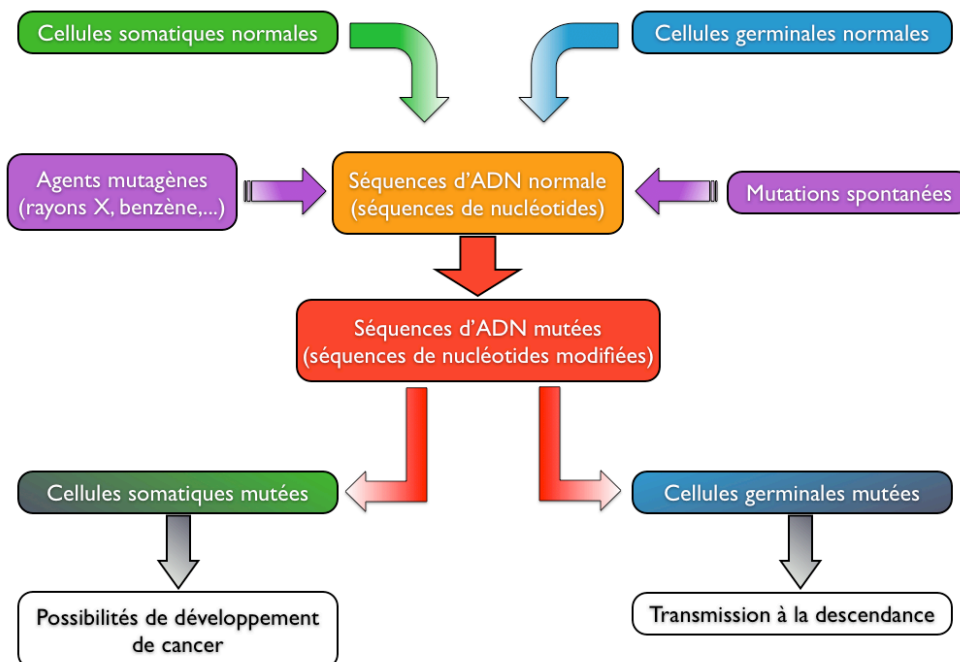 Cellules somatiques normales
Cellules germinales normales
Agents mutagènes
(rayons X, benzène,...)
Séquences d'ADN normale
(séquences de nucléotides)
Mutations spontanées
Séquences d'ADN mutées
(séquences de nucléotides modifiées)
Cellules somatiques mutées
Cellules germinales mutées
Possibilités de développement
de cancer
Transmission à la descendance